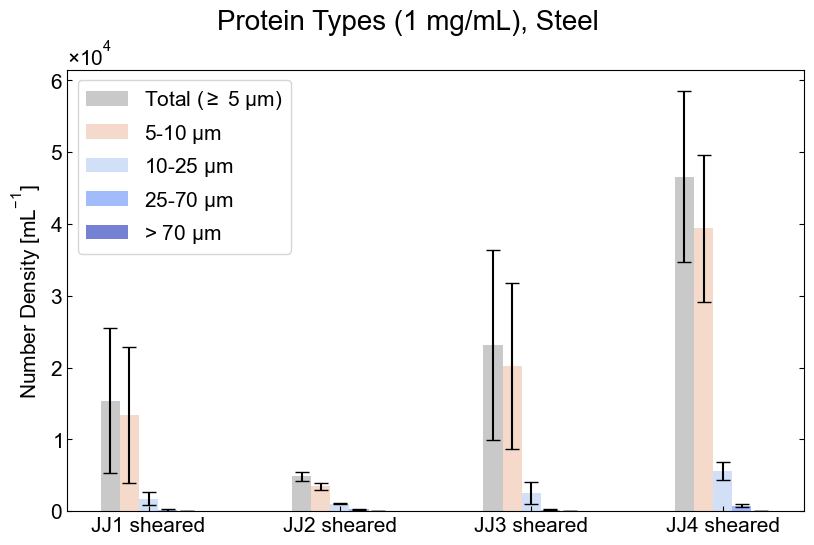 Protein Types (1 mg/mL), Steel
×10⁴
6
5
4
3
2
1
0
Number Density [mL⁻¹]
Total (≥ 5 µm)
5-10 µm
10-25 µm
25-70 µm
> 70 µm
JJ1 sheared
JJ2 sheared
JJ3 sheared
JJ4 sheared